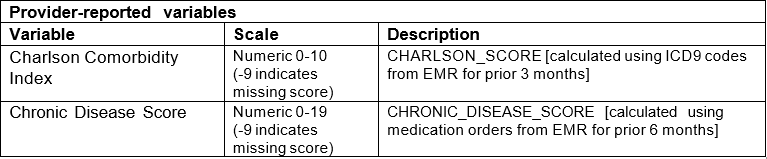 Provider-reported variables
Variable Scale Description
Charlson Comorbidity Index Numeric 0-10 (-9 indicates missing score) CHARLSON_SCORE [calculated using ICD9 codes from EMR for prior 3 months]
Chronic Disease Score Numeric 0-19 (-9 indicates missing score) CHRONIC_DISEASE_SCORE [calculated using medication orders from EMR for prior 6 months]